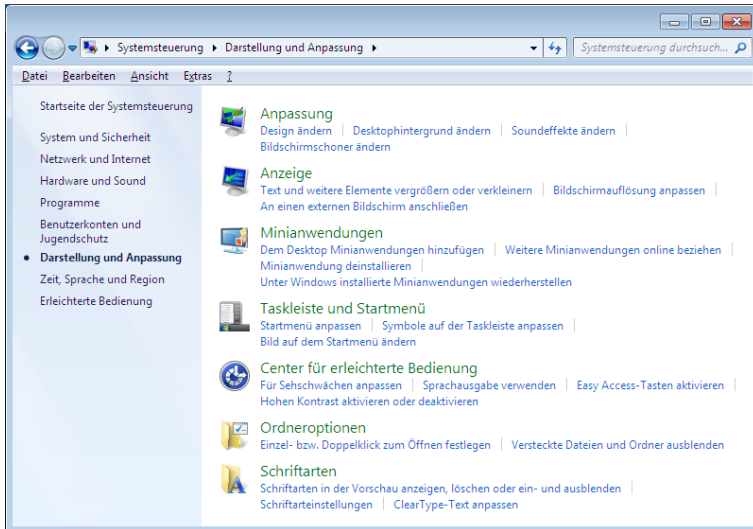 Systemsteuerung Darstellung und Anpassung Systemsteuerung durchsuch...
Datei Bearbeiten Ansicht Extras ?
Startseite der Systemsteuerung
System und Sicherheit
Netzwerk und Internet
Hardware und Sound
Programme
Benutzerkonten und
Jugendschutz
Darstellung und Anpassung
Zeit, Sprache und Region
Erleichterte Bedienung
Anpassung
Design ändern Desktophintergrund ändern Soundeffekte ändern
Bildschirmschoner ändern
Anzeige
Text und weitere Elemente vergrößern oder verkleinern Bildschirmauflösung anpassen
An einen externen Bildschirm anschließen
Minianwendungen
Dem Desktop Minianwendungen hinzufügen Weitere Minianwendungen online beziehen
Minianwendung deinstallieren
Unter Windows installierte Minianwendungen wiederherstellen
Taskleiste und Startmenü
Startmenü anpassen Symbole auf der Taskleiste anpassen
Bild auf dem Startmenü ändern
Center für erleichterte Bedienung
Für Sehschwächen anpassen Sprachausgabe verwenden Easy Access-Tasten aktivieren
Hohen Kontrast aktivieren oder deaktivieren
Ordneroptionen
Einzel- bzw. Doppelklick zum Öffnen festlegen Versteckte Dateien und Ordner ausblenden
Schriftarten
Schriftarten in der Vorschau anzeigen, löschen oder ein- und ausblenden
Schriftarteinstellungen ClearType-Text anpassen